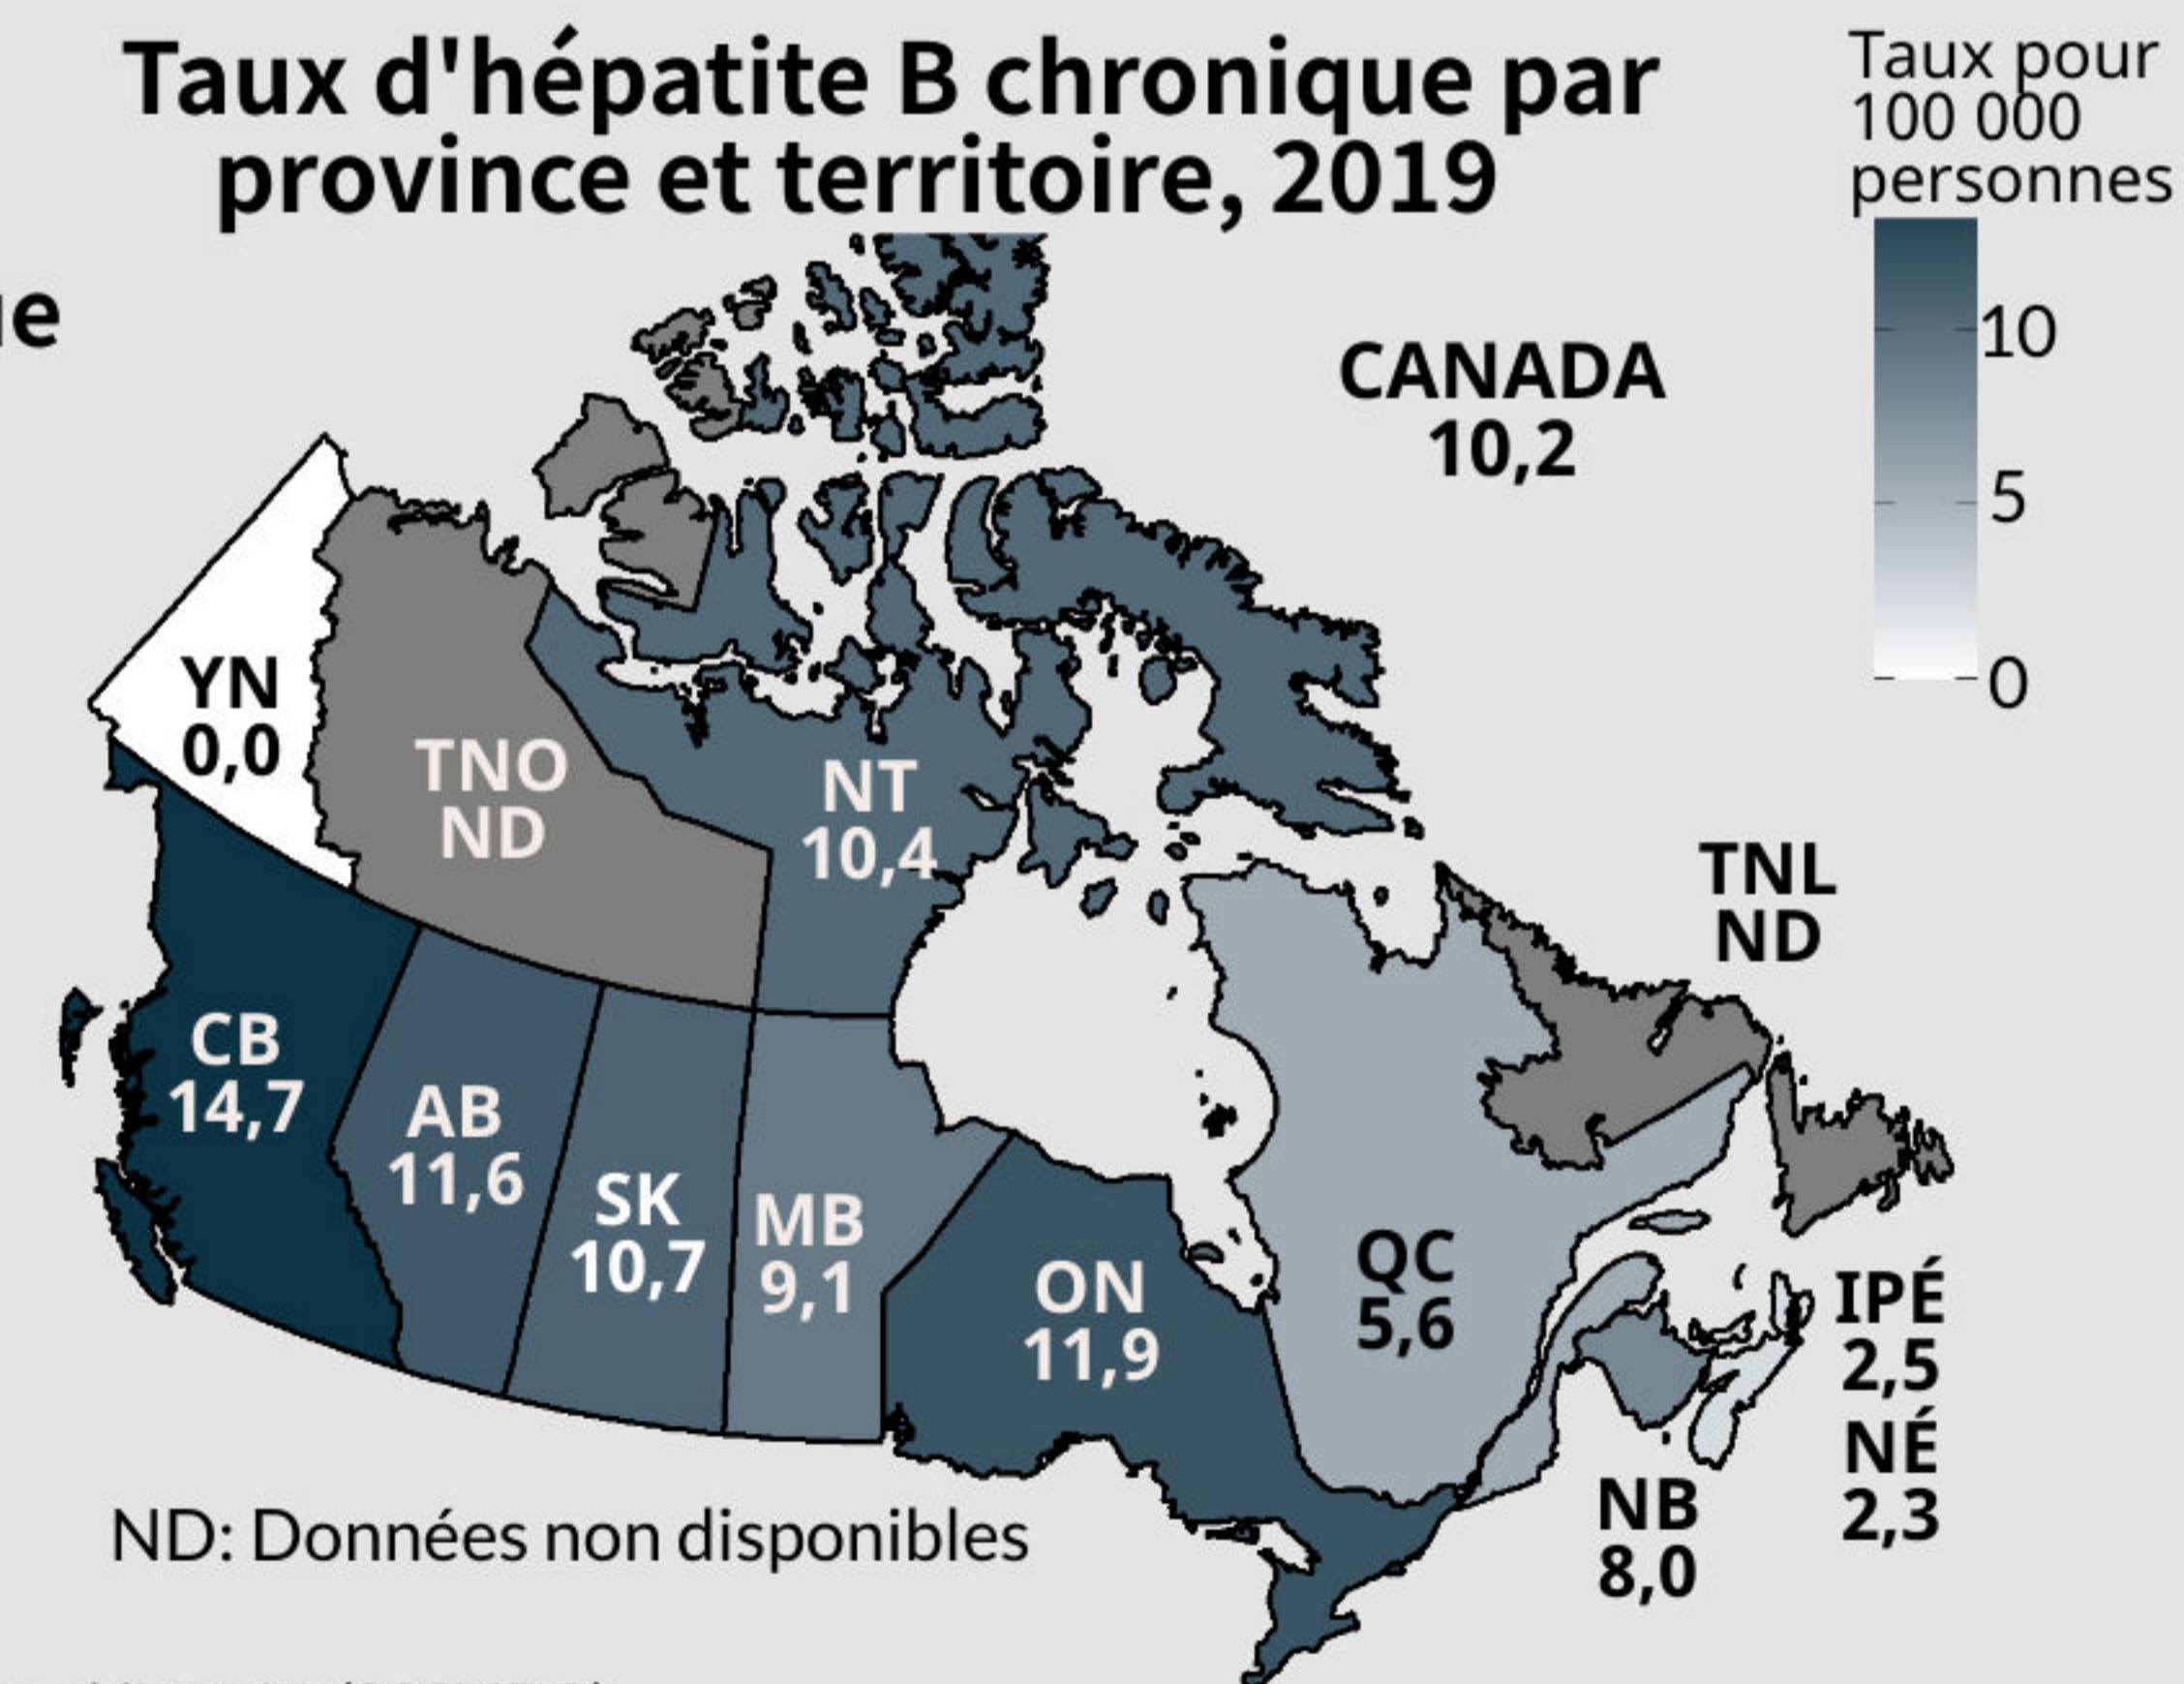 Taux d'hépatite B chronique par
province et territoire, 2019
Taux pour
100 000
personnes
10
5
0
CANADA
10,2
YN
0,0
TNO
ND
NT
10,4
TNL
ND
CB
14,7
AB
11,6
SK
10,7
MB
9,1
ON
11,9
QC
5,6
IPÉ
2,5
NÉ
2,3
NB
8,0
ND: Données non disponibles